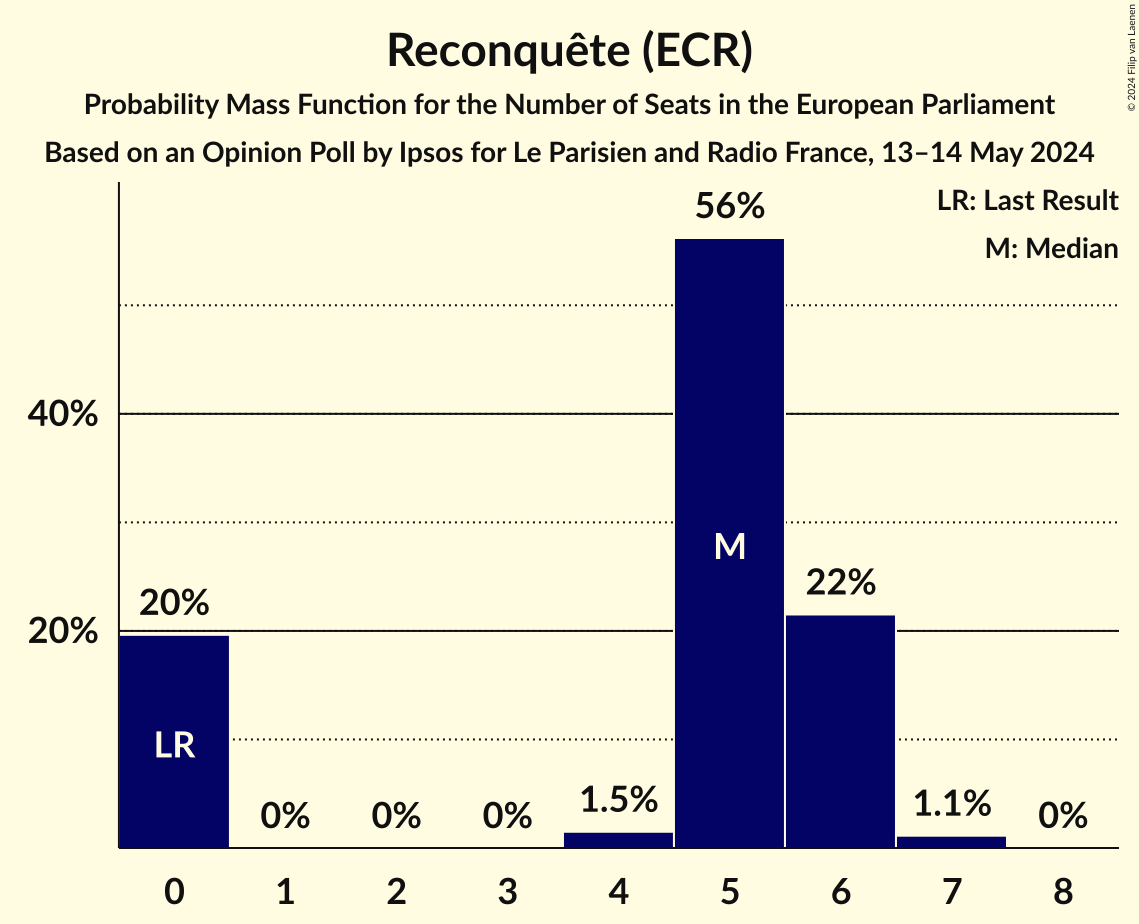 Reconquête (ECR)
Probability Mass Function for the Number of Seats in the European Parliament
Based on an Opinion Poll by Ipsos for Le Parisien and Radio France, 13–14 May 2024
© 2024 Filip van Laenen
LR: Last Result
M: Median
56%
40%
M
22%
20%
20%
LR
1.5%
1.1%
0%
0%
0%
0%
0 1 2 3 4 5 6 7 8